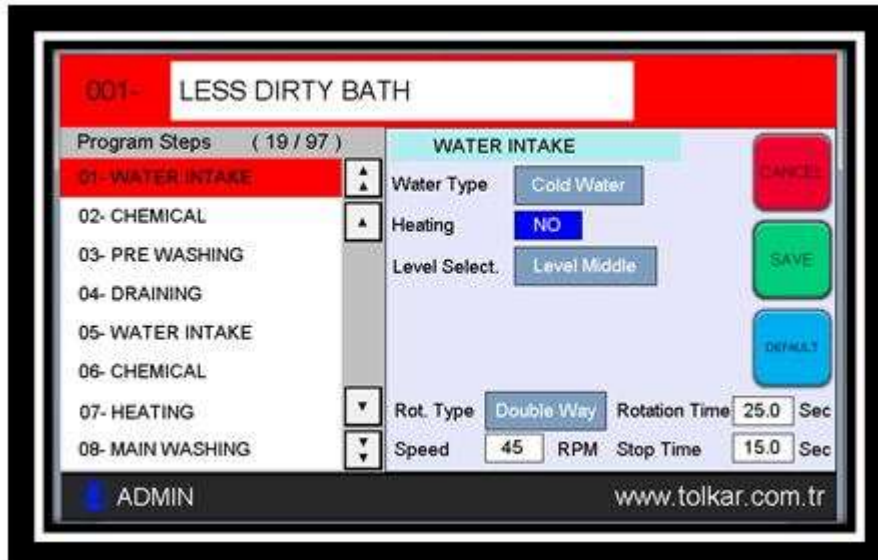 001- LESS DIRTY BATH
Program Steps ( 19 / 97 )
01- WATER INTAKE
02- CHEMICAL
03- PRE WASHING
04- DRAINING
05- WATER INTAKE
06- CHEMICAL
07- HEATING
08- MAIN WASHING
WATER INTAKE
Water Type Cold Water
Heating NO
Level Select. Level Middle
Rot. Type Double Way Rotation Time 25.0 Sec
Speed 45 RPM Stop Time 15.0 Sec
CANCEL
SAVE
DEFAULT
ADMIN www.tolkar.com.tr